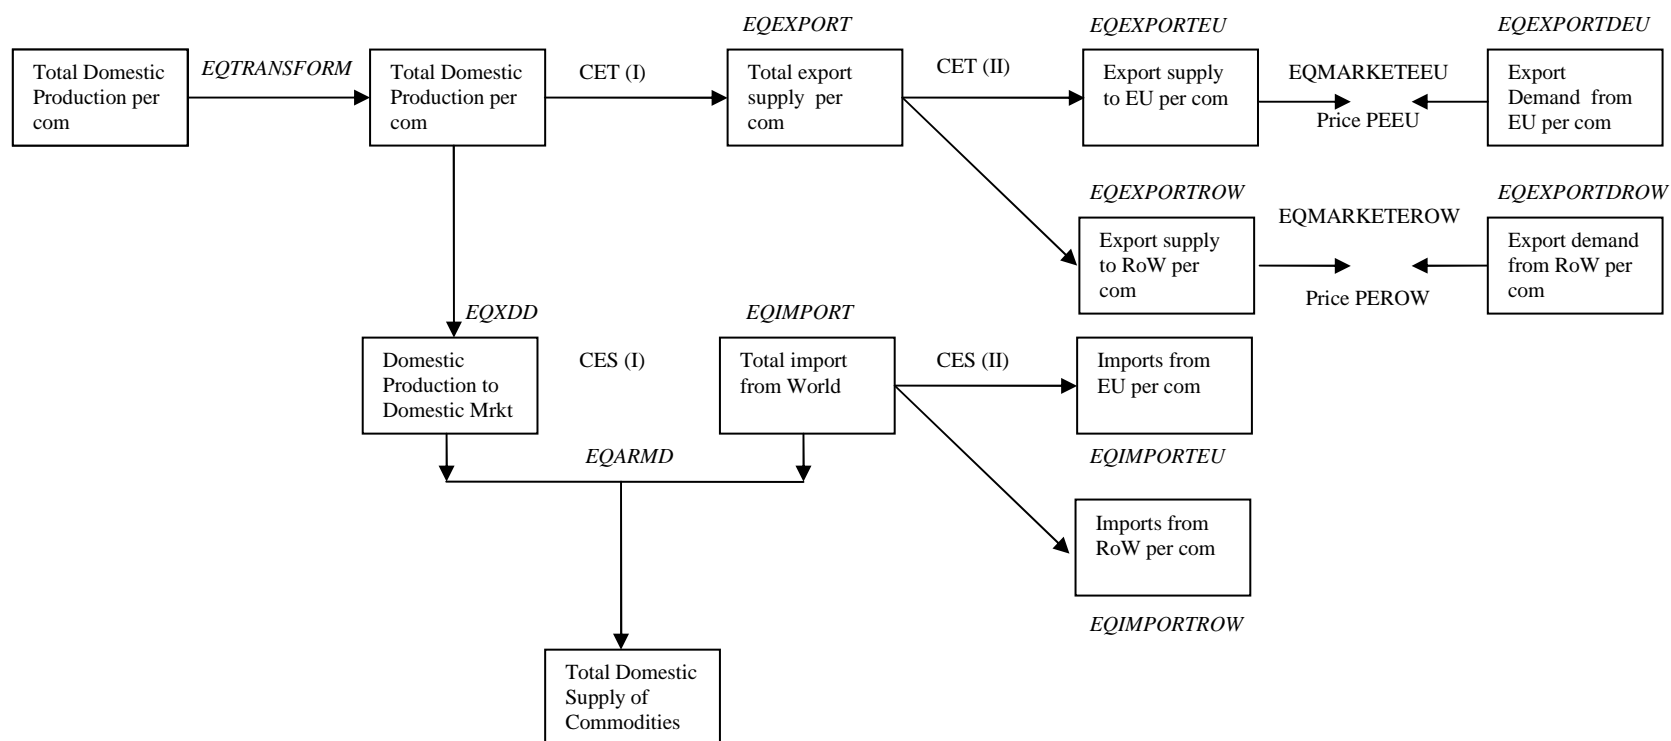 EQEXPORT
EQEXPORTEU
EQEXPORTDEU
Total Domestic
Production per
com
EQTRANSFORM
Total Domestic
Production per
com
CET (I)
Total export
supply per
com
CET (II)
Export supply
to EU per com
EQMARKETEEU
Price PEEU
Export
Demand from
EU per com
EQEXPORTROW
EQMARKETEROW
EQEXPORTDROW
Export supply
to RoW per
com
Price PEROW
Export demand
from RoW per
com
EQXDD
EQIMPORT
Domestic
Production to
Domestic Mrkt
CES (I)
Total import
from World
CES (II)
Imports from
EU per com
EQARMD
EQIMPORTEU
Imports from
RoW per com
EQIMPORTROW
Total Domestic
Supply of
Commodities